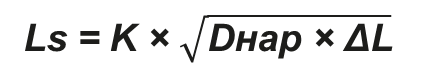 Ls = K × √Dнар × ΔL